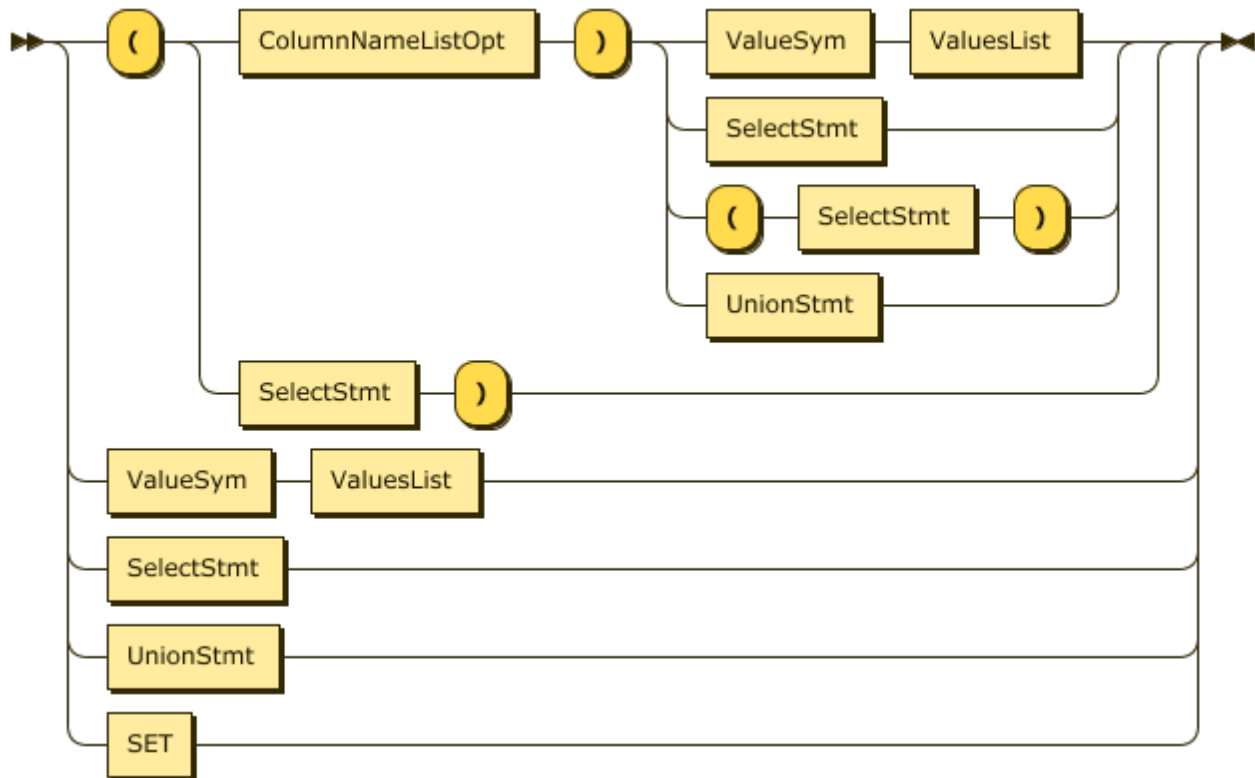 ( ColumnNameListOpt ) ValueSym ValuesList
SelectStmt
( SelectStmt )
UnionStmt
SelectStmt )
ValueSym ValuesList
SelectStmt
UnionStmt
SET